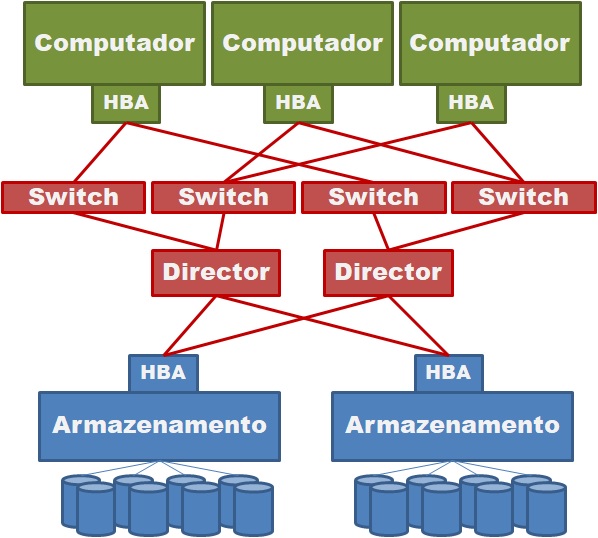 Computador
Computador
Computador
HBA
HBA
HBA
Switch
Switch
Switch
Switch
Director
Director
HBA
HBA
Armazenamento
Armazenamento